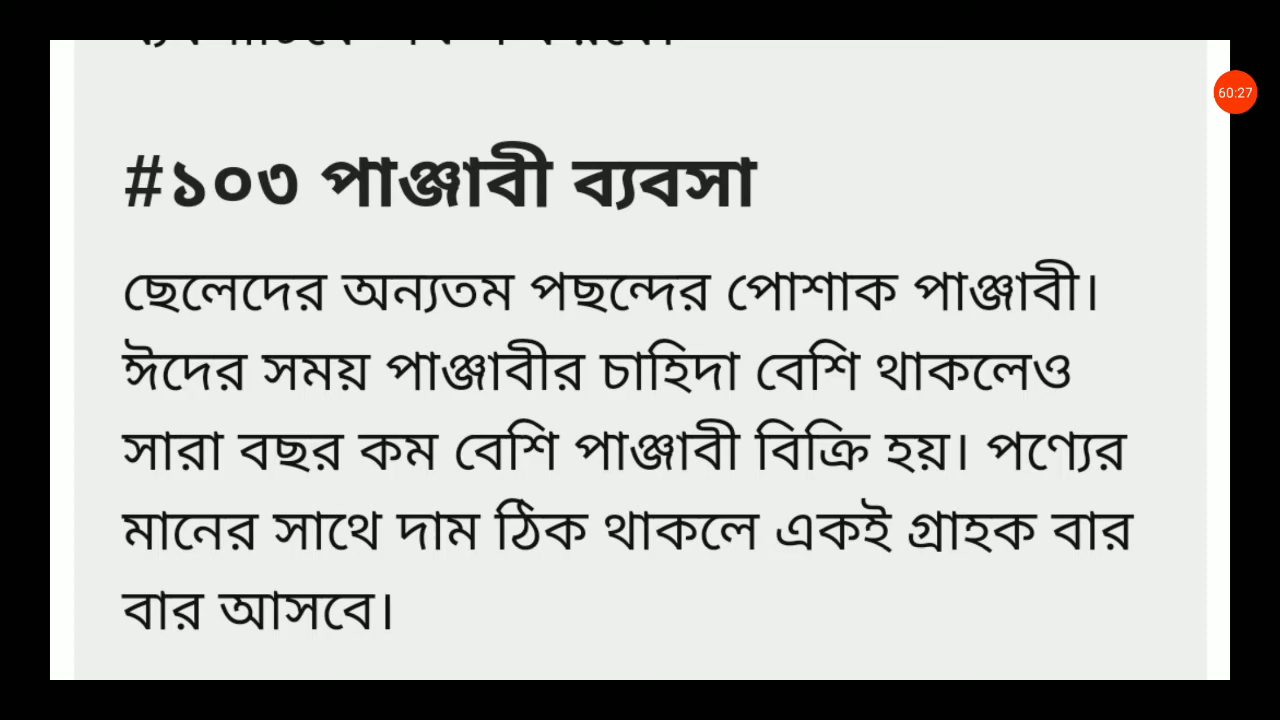 #১০৩ পাঞ্জাবী ব্যবসা
60:27
ছেলেদের অন্যতম পছন্দের পোশাক পাঞ্জাবী।
ঈদের সময় পাঞ্জাবীর চাহিদা বেশি থাকলেও
সারা বছর কম বেশি পাঞ্জাবী বিক্রি হয়। পণ্যের
মানের সাথে দাম ঠিক থাকলে একই গ্রাহক বার
বার আসবে।